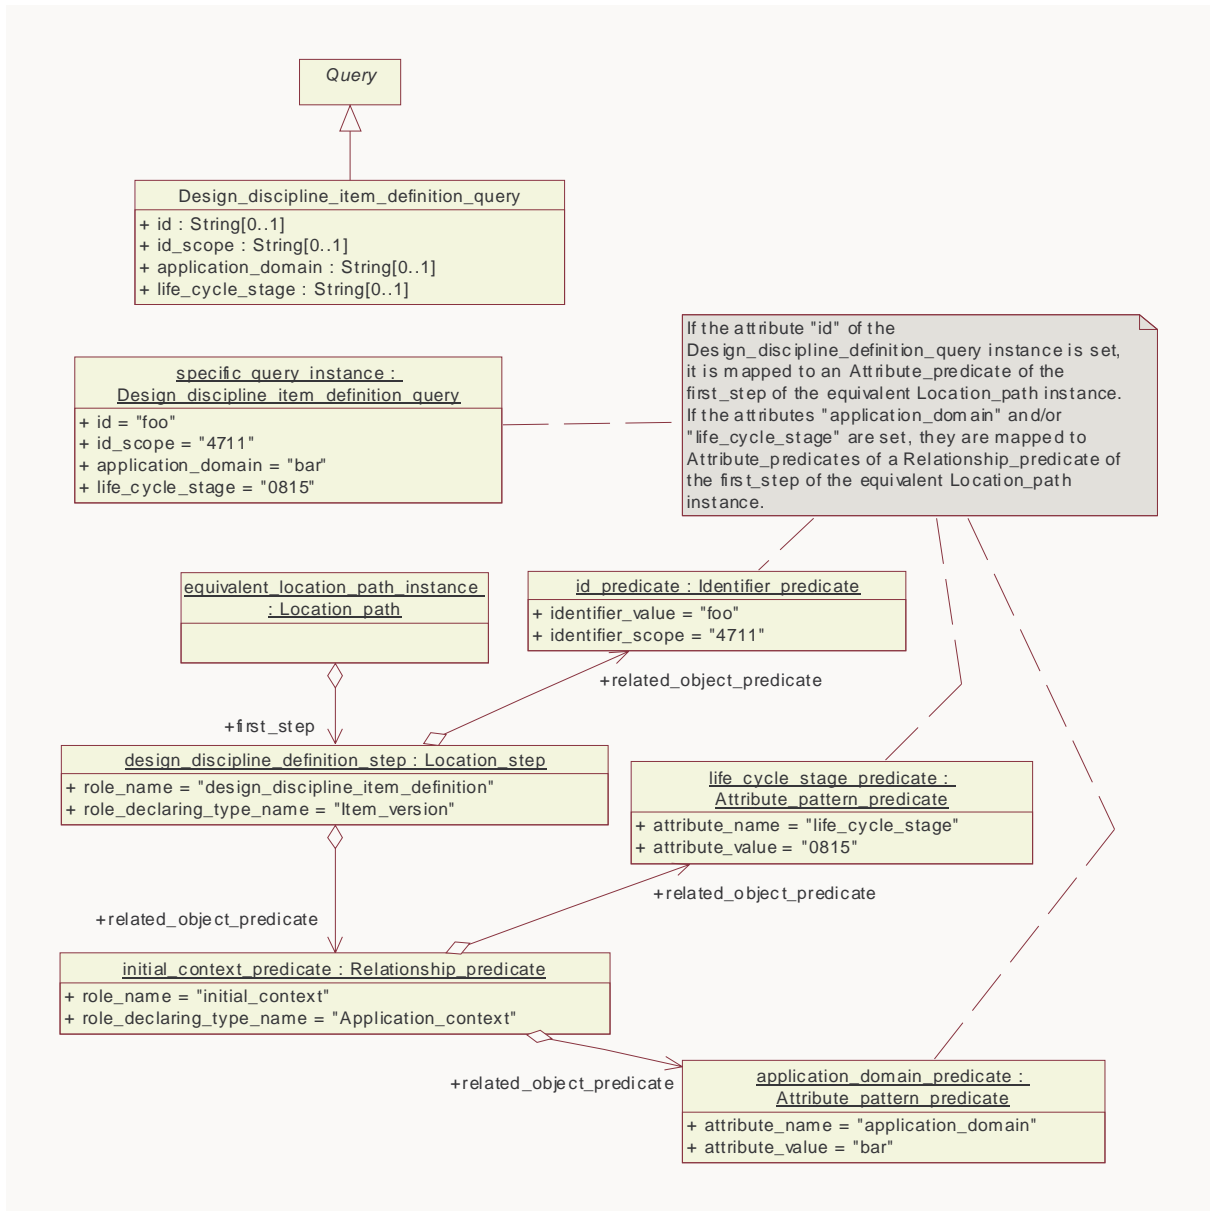 Query
Design_discipline_item_definition_query
+ id : String[0..1]
+ id_scope : String[0..1]
+ application_domain : String[0..1]
+ life_cycle_stage : String[0..1]
If the attribute "id" of the
Design_discipline_definition_query instance is set,
it is mapped to an Attribute_predicate of the
first_step of the equivalent Location_path instance.
If the attributes "application_domain" and/or
"life_cycle_stage" are set, they are mapped to
Attribute_predicates of a Relationship_predicate of
the first_step of the equivalent Location_path
instance.
specific_query_instance :
Design_discipline_item_definition_query
+ id = "foo"
+ id_scope = "4711"
+ application_domain = "bar"
+ life_cycle_stage = "0815"
equivalent_location_path_instance
: Location_path
id_predicate : Identifier_predicate
+ identifier_value = "foo"
+ identifier_scope = "4711"
+related_object_predicate
+first_step
design_discipline_definition_step : Location_step
+ role_name = "design_discipline_item_definition"
+ role_declaring_type_name = "Item_version"
life_cycle_stage_predicate :
Attribute_pattern_predicate
+ attribute_name = "life_cycle_stage"
+ attribute_value = "0815"
+related_object_predicate
+related_object_predicate
initial_context_predicate : Relationship_predicate
+ role_name = "initial_context"
+ role_declaring_type_name = "Application_context"
+related_object_predicate
application_domain_predicate :
Attribute_pattern_predicate
+ attribute_name = "application_domain"
+ attribute_value = "bar"